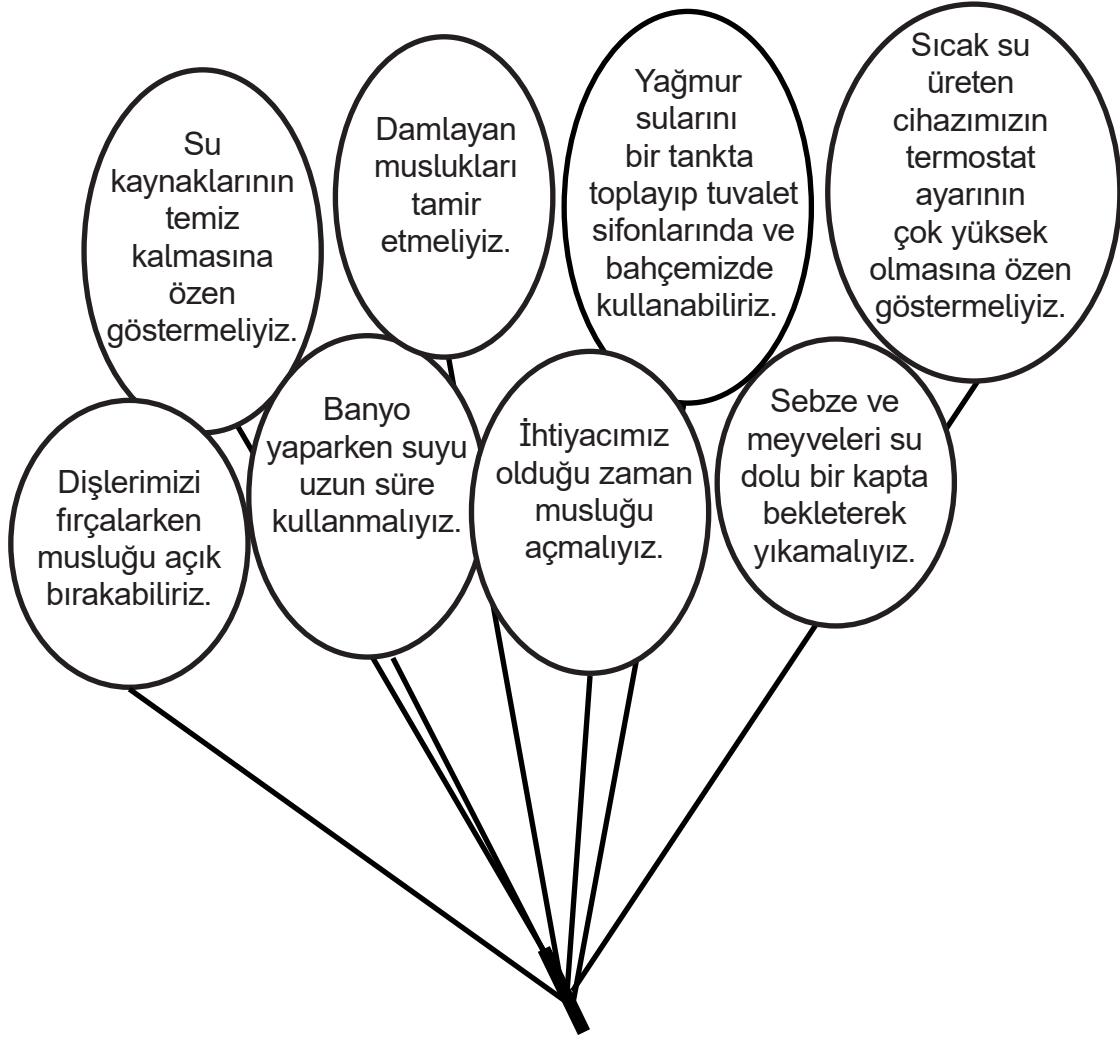 Su
kaynaklarının
temiz
kalmasına
özen
göstermeliyiz.
Damlayan
muslukları
tamir
etmeliyiz.
Yağmur
sularını
bir tankta
toplayıp tuvalet
sifonlarında ve
bahçemizde
kullanabiliriz.
Sıcak su
üreten
cihazımızın
termostat
ayarının
çok yüksek
olmasına özen
göstermeliyiz.
Dişlerimizi
fırçalarken
musluğu açık
bırakabiliriz.
Banyo
yaparken suyu
uzun süre
kullanmalıyız.
İhtiyacımız
olduğu zaman
musluğu
açmalıyız.
Sebze ve
meyveleri su
dolu bir kapta
bekleterek
yıkamalıyız.